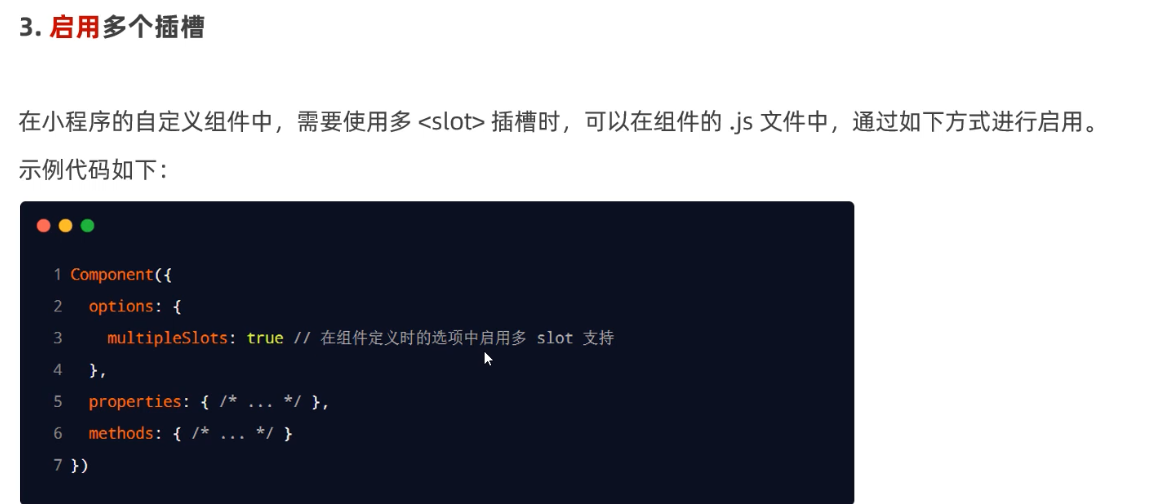 3. 启用多个插槽
在小程序的自定义组件中，需要使用多 <slot> 插槽时，可以在组件的 .js 文件中，通过如下方式进行启用。
示例代码如下：
1 Component({
2   options: {
3     multipleSlots: true // 在组件定义时的选项中启用多 slot 支持
4   },
5   properties: { /* ... */ },
6   methods: { /* ... */ }
7 })